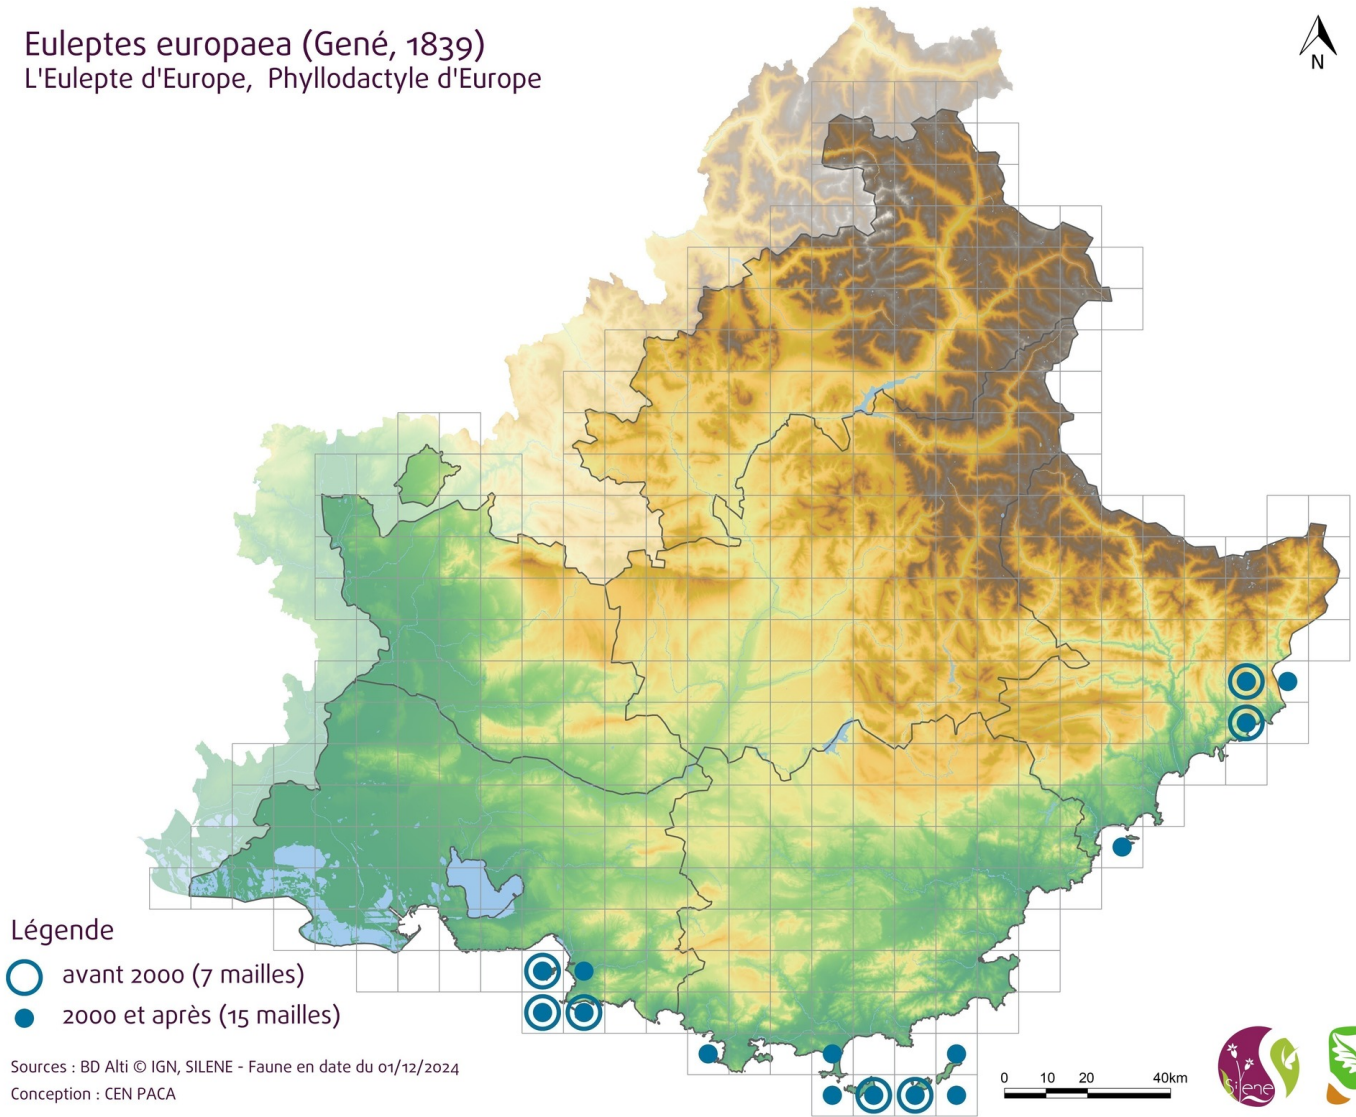 Euleptes europaea (Gené, 1839)
L'Eulepte d'Europe, Phyllodactyle d'Europe
N
Légende
avant 2000 (7 mailles)
2000 et après (15 mailles)
Sources : BD Alti © IGN, SILENE - Faune en date du 01/12/2024
Conception : CEN PACA
0 10 20 40km
Silene